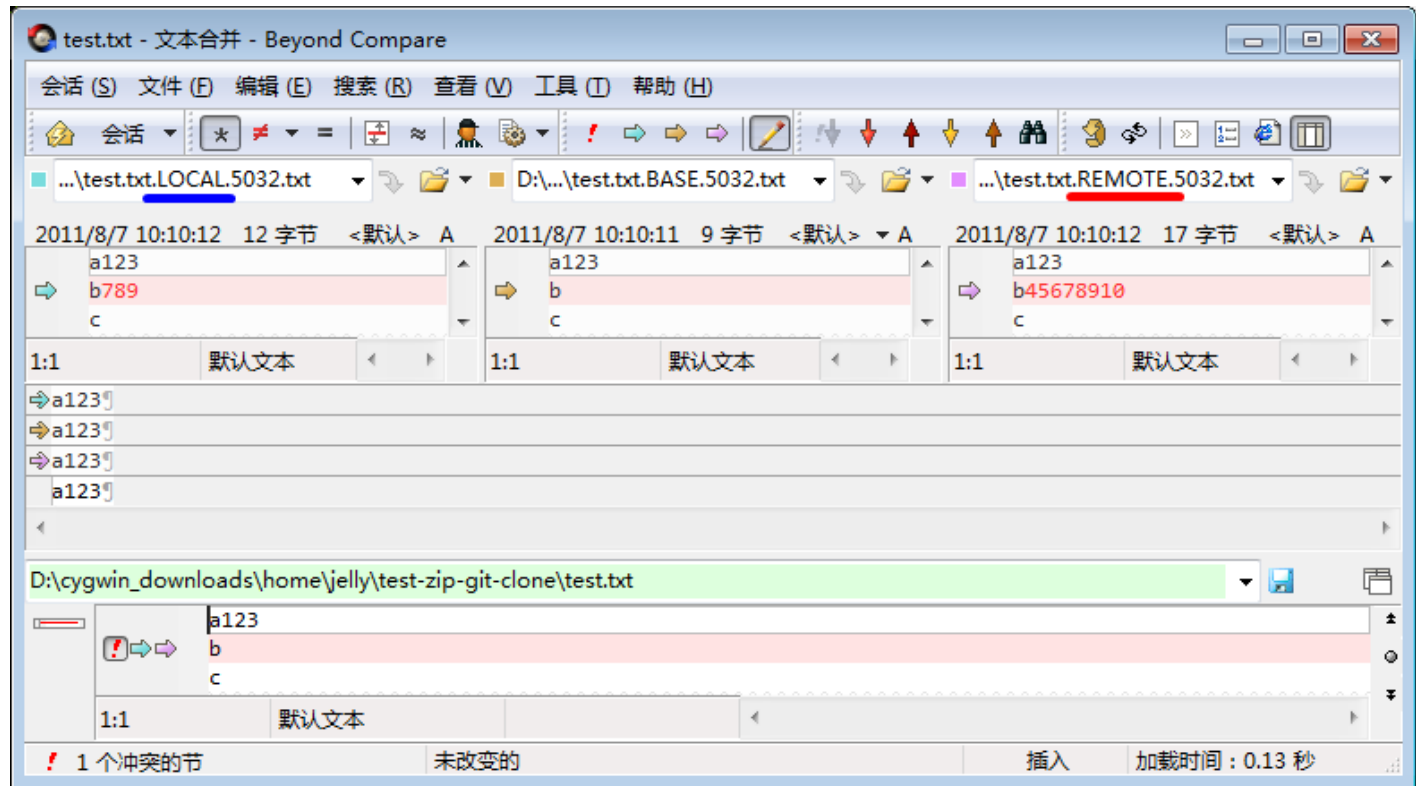 test.txt - 文本合并 - Beyond Compare
会话 (S) 文件 (F) 编辑 (E) 搜索 (R) 查看 (V) 工具 (T) 帮助 (H)
会话
...\test.txt.LOCAL.5032.txt D:\...\test.txt.BASE.5032.txt ...\test.txt.REMOTE.5032.txt
2011/8/7 10:10:12 12 字节 <默认> A 2011/8/7 10:10:11 9 字节 <默认> A 2011/8/7 10:10:12 17 字节 <默认> A
a123 a123 a123
b789 b b45678910
c c c
1:1 默认文本 1:1 默认文本 1:1 默认文本
a123¶
a123¶
a123¶
a123¶
D:\cygwin_downloads\home\jelly\test-zip-git-clone\test.txt
a123
b
c
1:1 默认文本
! 1 个冲突的节 未改变的 插入 加载时间：0.13 秒